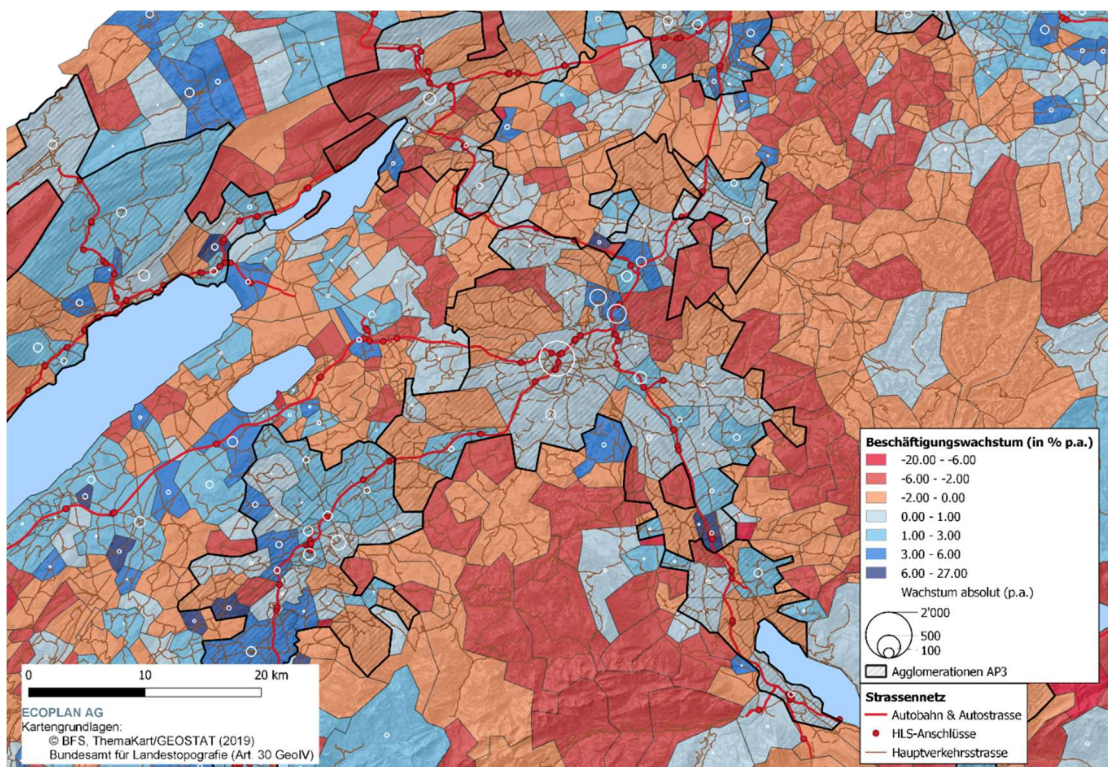 Beschäftigungswachstum (in % p.a.)
-20.00 - -6.00
-6.00 - -2.00
-2.00 - 0.00
0.00 - 1.00
1.00 - 3.00
3.00 - 6.00
6.00 - 27.00
Wachstum absolut (p.a.)
2'000
500
100
Agglomerationen AP3
Strassennetz
Autobahn & Autostrasse
HLS-Anschlüsse
Hauptverkehrsstrasse
0 10 20 km
ECOPLAN AG
Kartengrundlagen:
© BFS, ThemaKart/GEOSTAT (2019)
Bundesamt für Landestopografie (Art. 30 GeoIV)